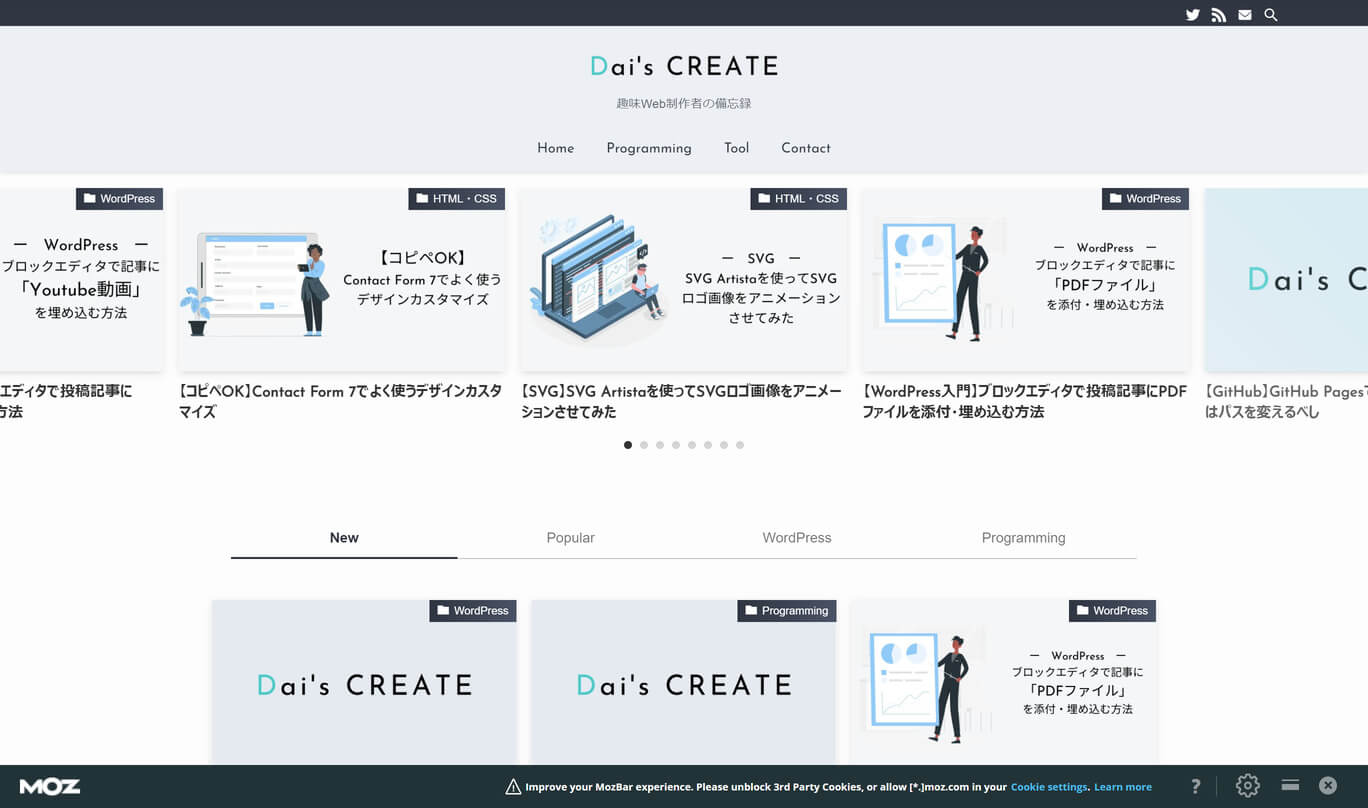 Dai's CREATE
趣味Web制作者の備忘録
Home Programming Tool Contact
WordPress
ー WordPress ー
ブロックエディタで記事に
「Youtube動画」
を埋め込む方法
エディタで投稿記事に
方法
HTML・CSS
【コピペOK】
Contact Form 7でよく使う
デザインカスタマイズ
【コピペOK】Contact Form 7でよく使うデザインカスタ
マイズ
HTML・CSS
ー SVG ー
SVG Artistaを使ってSVG
ロゴ画像をアニメーション
させてみた
【SVG】SVG Artistaを使ってSVGロゴ画像をアニメー
ションさせてみた
WordPress
ー WordPress ー
ブロックエディタで記事に
「PDFファイル」
を添付・埋め込む方法
【WordPress入門】ブロックエディタで投稿記事にPDF
ファイルを添付・埋め込む方法
Dai's C
【GitHub】GitHub Pagesで
はパスを変えるべし
New Popular WordPress Programming
WordPress
Dai's CREATE
Programming
Dai's CREATE
WordPress
ー WordPress ー
ブロックエディタで記事に
「PDFファイル」
を添付・埋め込む方法
MOZ
Improve your MozBar experience. Please unblock 3rd Party Cookies, or allow [*.]moz.com in your Cookie settings. Learn more
?